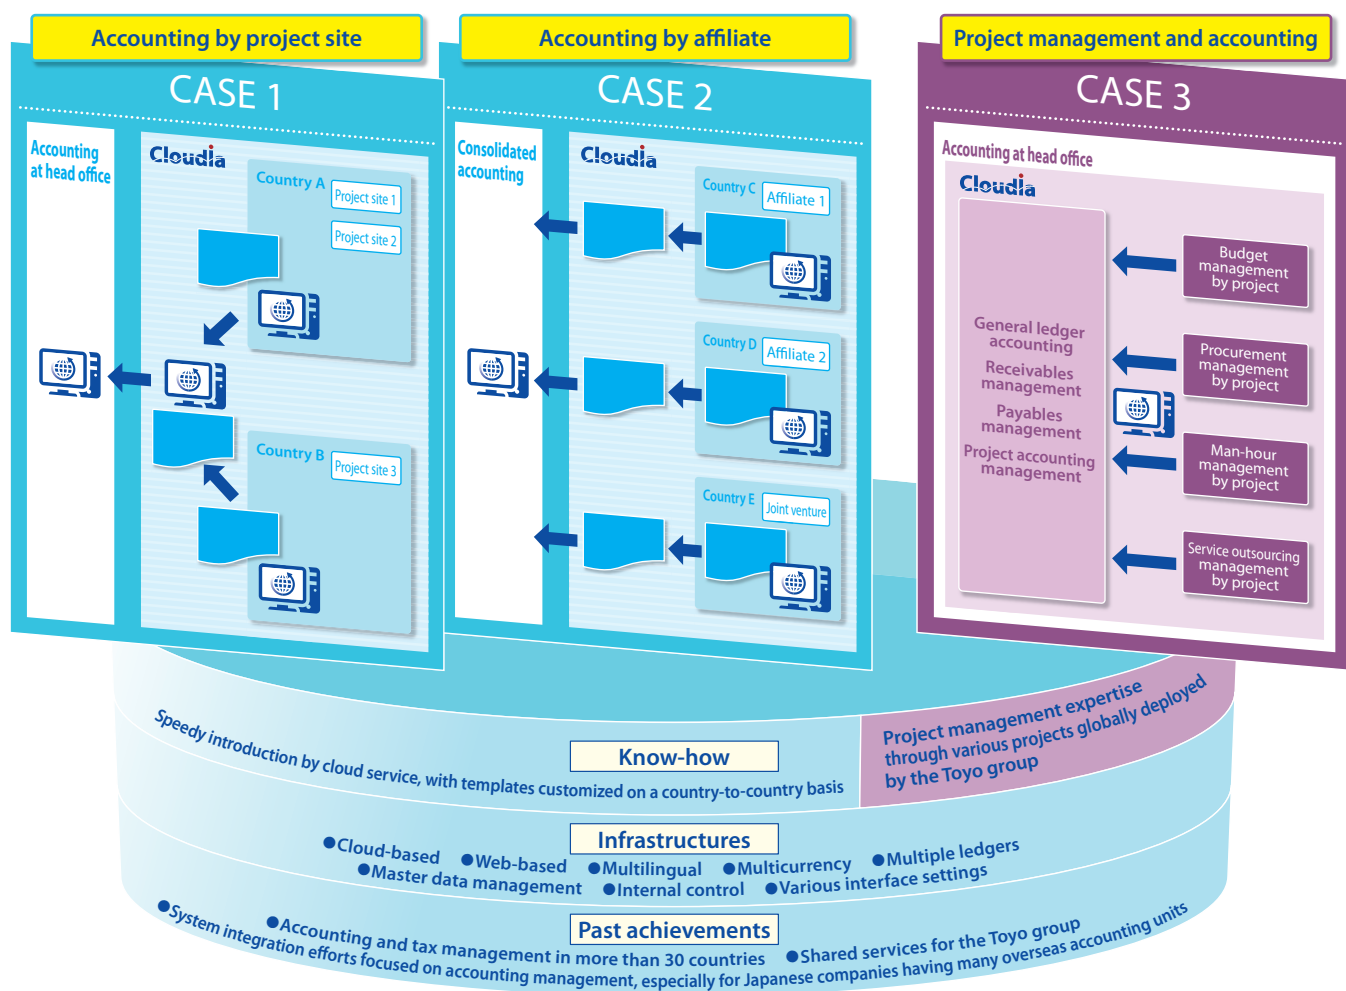 Accounting by project site
CASE 1
Accounting
at head office
Cloudia
Country A
Project site 1
Project site 2
Country B
Project site 3
Accounting by affiliate
CASE 2
Consolidated
accounting
Cloudia
Country C
Affiliate 1
Country D
Affiliate 2
Country E
Joint venture
Project management and accounting
CASE 3
Accounting at head office
Cloudia
General ledger
accounting
Receivables
management
Payables
management
Project accounting
management
Budget
management
by project
Procurement
management
by project
Man-hour
management
by project
Service outsourcing
management
by project
Know-how
Speedy introduction by cloud service, with templates customized on a country-to-country basis
Project management expertise
through various projects globally deployed
by the Toyo group
Infrastructures
●Cloud-based ●Web-based ●Multilingual ●Multicurrency ●Multiple ledgers
●Master data management ●Internal control ●Various interface settings
Past achievements
●Accounting and tax management in more than 30 countries ●Shared services for the Toyo group
●System integration efforts focused on accounting management, especially for Japanese companies having many overseas accounting units